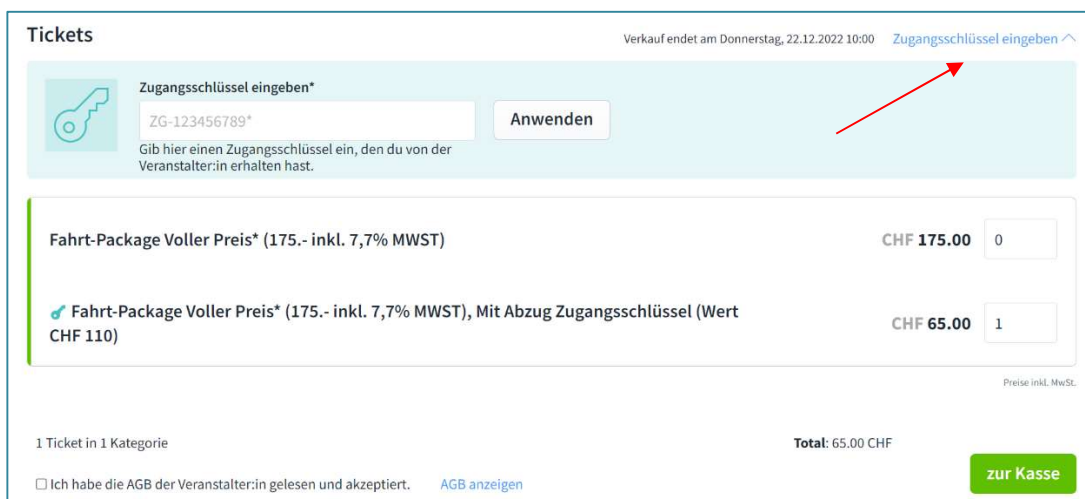 Tickets
Verkauf endet am Donnerstag, 22.12.2022 10:00 Zugangsschlüssel eingeben
Zugangsschlüssel eingeben*
ZG-123456789*
Anwenden
Gib hier einen Zugangsschlüssel ein, den du von der
Veranstalter:in erhalten hast.
Fahrt-Package Voller Preis* (175.- inkl. 7,7% MWST)
CHF 175.00 0
Fahrt-Package Voller Preis* (175.- inkl. 7,7% MWST), Mit Abzug Zugangsschlüssel (Wert
CHF 110)
CHF 65.00 1
Preise inkl. MwSt.
1 Ticket in 1 Kategorie
Total: 65.00 CHF
Ich habe die AGB der Veranstalter:in gelesen und akzeptiert. AGB anzeigen
zur Kasse